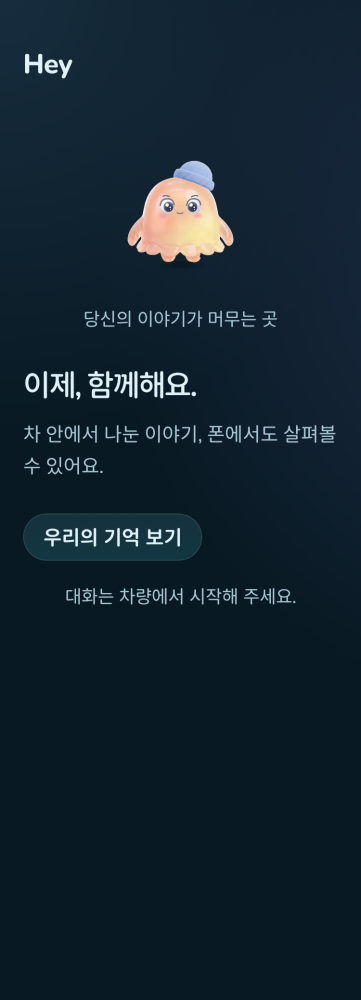 Hey
당신의 이야기가 머무는 곳
이제, 함께해요.
차 안에서 나눈 이야기, 폰에서도 살펴볼
수 있어요.
우리의 기억 보기
대화는 차량에서 시작해 주세요.